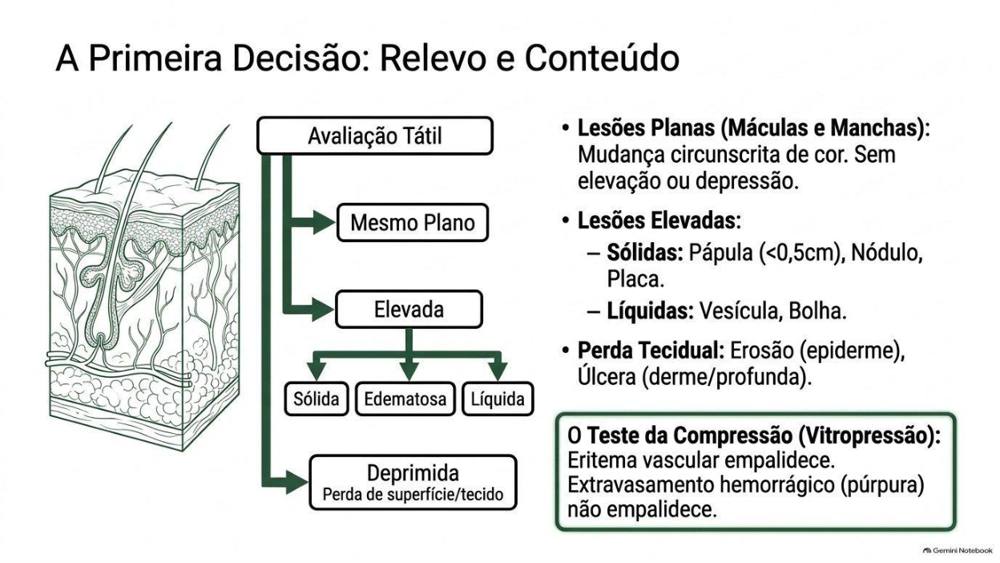 A Primeira Decisão: Relevo e Conteúdo
Avaliação Tátil
Mesmo Plano
Elevada
Sólida
Edematosa
Líquida
Deprimida
Perda de superfície/tecido
• Lesões Planas (Máculas e Manchas):
Mudança circunscrita de cor. Sem
elevação ou depressão.
• Lesões Elevadas:
– Sólidas: Pápula (<0,5cm), Nódulo,
Placa.
– Líquidas: Vesícula, Bolha.
• Perda Tecidual: Erosão (epiderme),
Úlcera (derme/profunda).
O Teste da Compressão (Vitropressão):
Eritema vascular empalidece.
Extravasamento hemorrágico (púrpura)
não empalidece.
Gemini Notebook